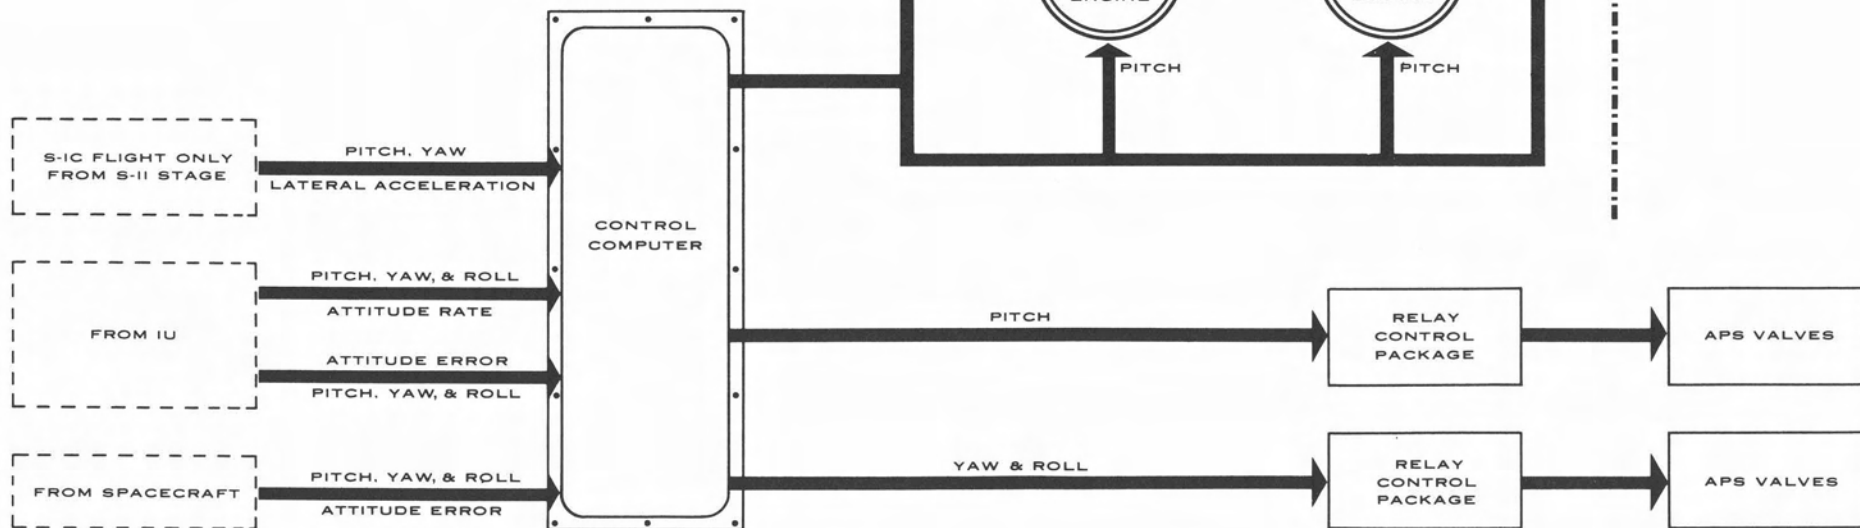 PITCH
PITCH
S-IC FLIGHT ONLY
FROM S-II STAGE
PITCH, YAW
LATERAL ACCELERATION
CONTROL
COMPUTER
FROM IU
PITCH, YAW, & ROLL
ATTITUDE RATE
ATTITUDE ERROR
PITCH, YAW, & ROLL
PITCH
RELAY
CONTROL
PACKAGE
APS VALVES
FROM SPACECRAFT
PITCH, YAW, & ROLL
ATTITUDE ERROR
YAW & ROLL
RELAY
CONTROL
PACKAGE
APS VALVES